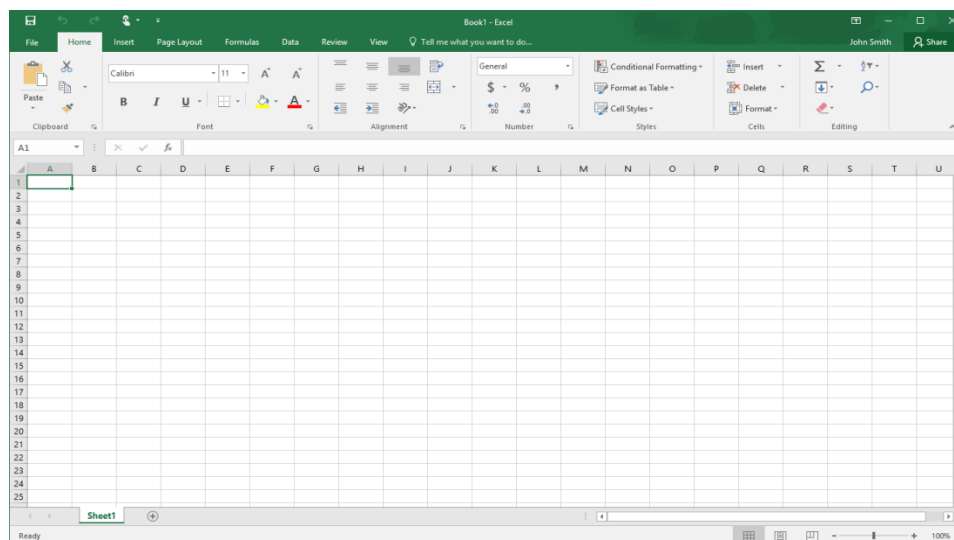 Book1 - Excel
File Home Insert Page Layout Formulas Data Review View Tell me what you want to do... John Smith Share
Calibri 11 A A General Conditional Formatting Insert Σ
Paste B I U A $ % , Format as Table Delete
Cell Styles Format
Clipboard Font Alignment Number Styles Cells Editing
A1 fx
A B C D E F G H I J K L M N O P Q R S T U
1
2
3
4
5
6
7
8
9
10
11
12
13
14
15
16
17
18
19
20
21
22
23
24
25
Sheet1
Ready 100%